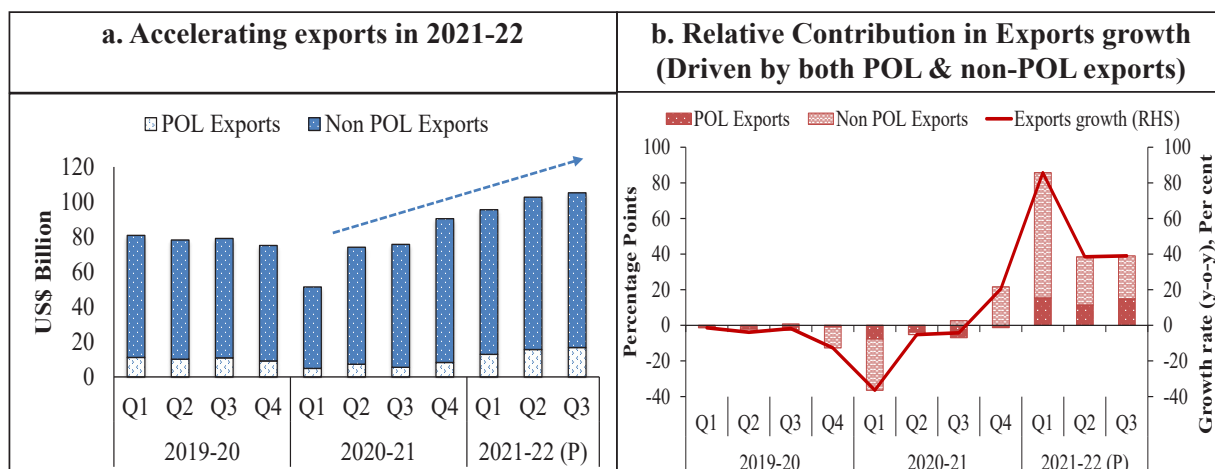 a. Accelerating exports in 2021-22
POL Exports Non POL Exports
US$ Billion
120
100
80
60
40
20
0
Q1 Q2 Q3 Q4 Q1 Q2 Q3 Q4 Q1 Q2 Q3
2019-20 2020-21 2021-22 (P)
b. Relative Contribution in Exports growth
(Driven by both POL & non-POL exports)
POL Exports Non POL Exports Exports growth (RHS)
Percentage Points
100
80
60
40
20
0
-20
-40
100
80
60
40
20
0
-20
-40
Growth rate (y-o-y), Per cent
Q1 Q2 Q3 Q4 Q1 Q2 Q3 Q4 Q1 Q2 Q3
2019-20 2020-21 2021-22 (P)